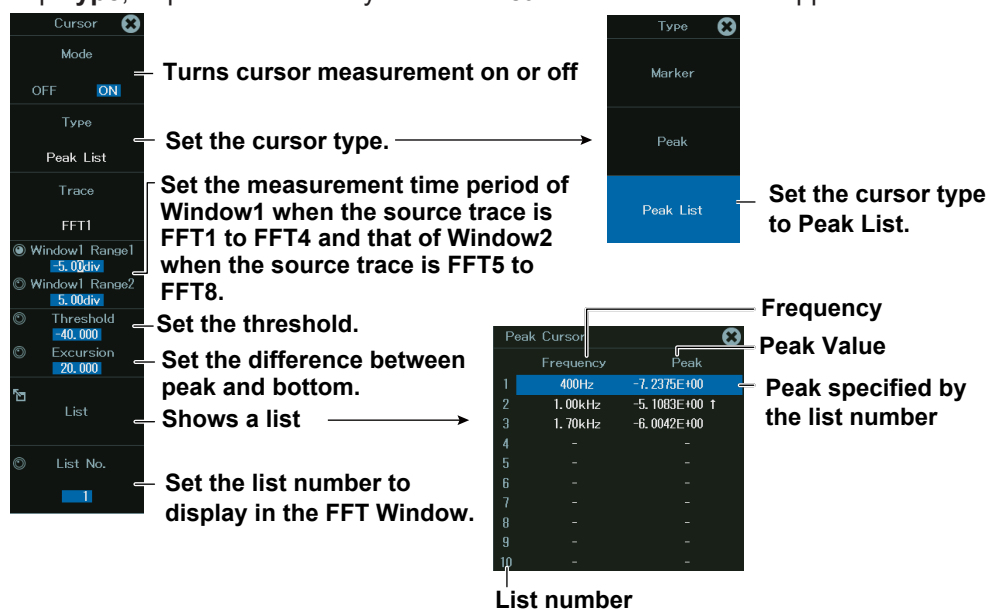 Type,
Cursor
Mode
OFF ON
Type
Peak List
Trace
FFT1
Window1 Range1
-5.00div
Window1 Range2
5.00div
Threshold
-40.000
Excursion
20.000
List
List No.
1
Turns cursor measurement on or off
Set the cursor type.
Set the measurement time period of
Window1 when the source trace is
FFT1 to FFT4 and that of Window2
when the source trace is FFT5 to
FFT8.
Set the threshold.
Set the difference between
peak and bottom.
Shows a list
Set the list number to
display in the FFT Window.
Type
Marker
Peak
Peak List
Set the cursor type
to Peak List.
Peak Cursor
Frequency Peak
1 400Hz -7.2375E+00
2 1.00kHz -5.1083E+00 ↑
3 1.70kHz -6.0042E+00
4 - -
5 - -
6 - -
7 - -
8 - -
9 - -
10 - -
Frequency
Peak Value
Peak specified by
the list number
List number